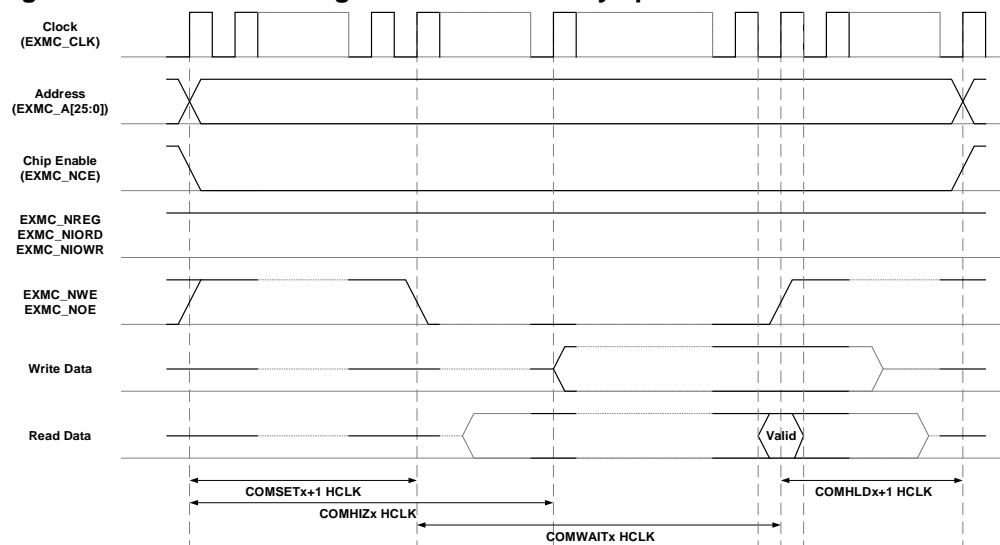 Clock
(EXMC_CLK)
Address
(EXMC_A[25:0])
Chip Enable
(EXMC_NCE)
EXMC_NREG
EXMC_NIORD
EXMC_NIOWR
EXMC_NWE
EXMC_NOE
Write Data
Read Data
Valid
COMSETx+1 HCLK
COMHLDx+1 HCLK
COMHIZx HCLK
COMWAITx HCLK